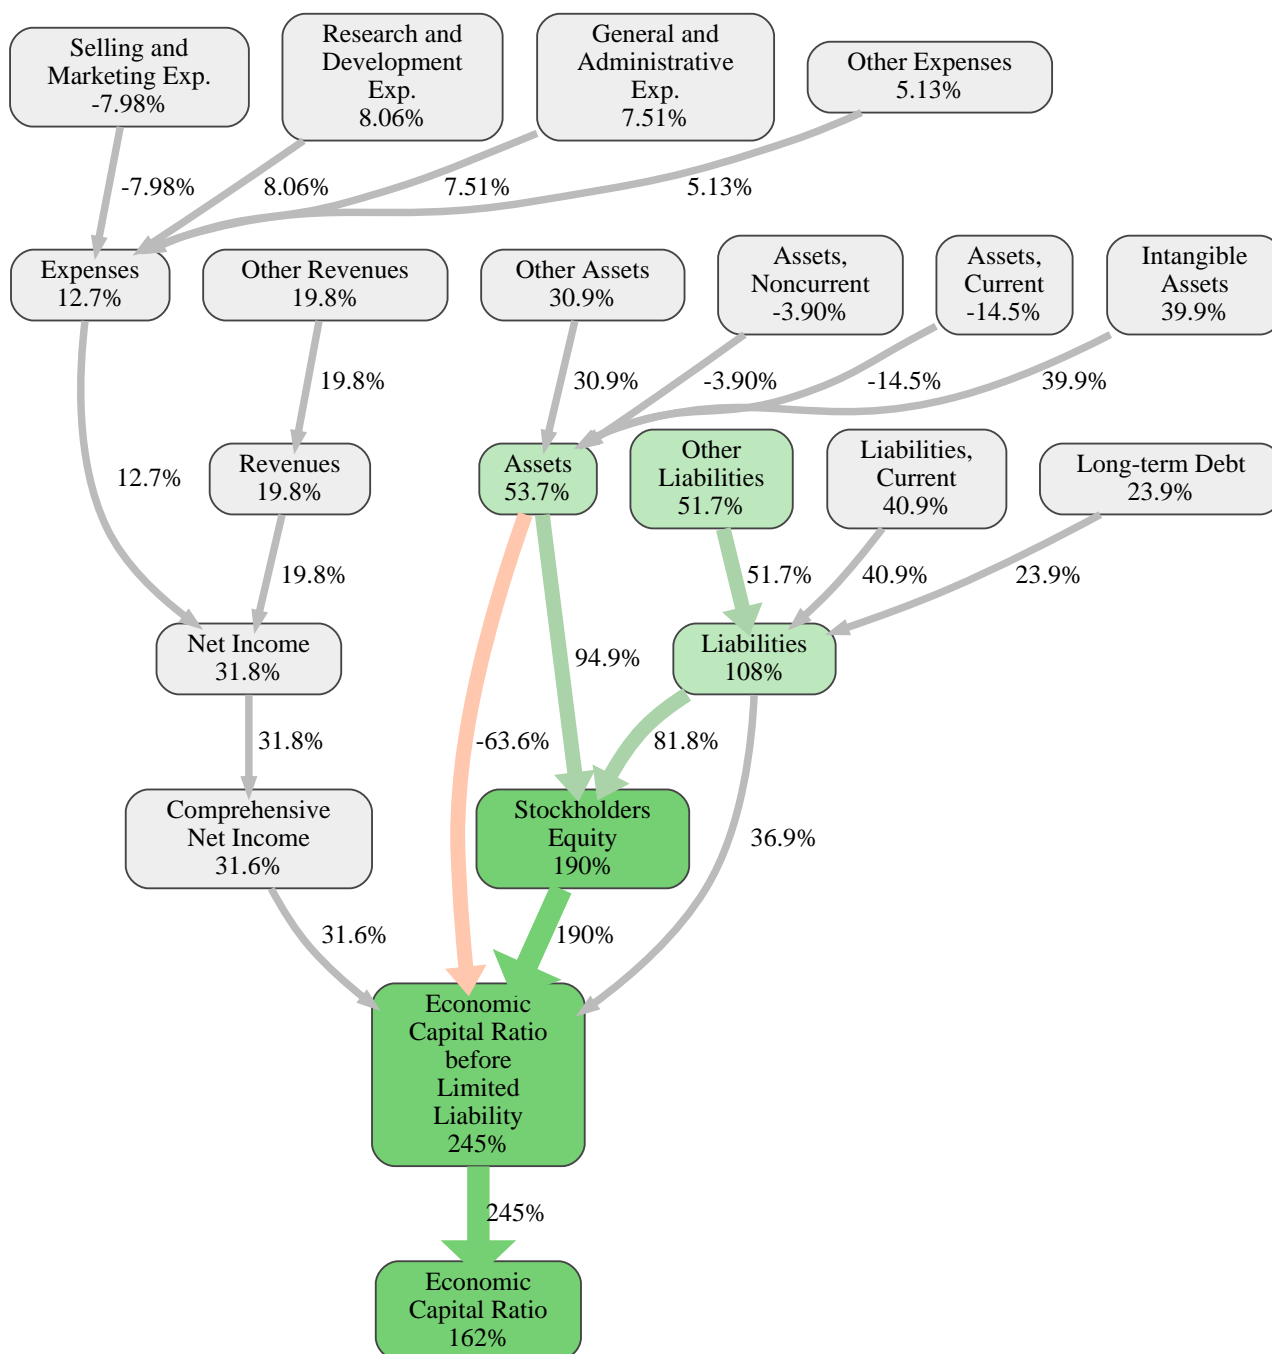 Selling and
Marketing Exp.
-7.98%
Research and
Development
Exp.
8.06%
General and
Administrative
Exp.
7.51%
Other Expenses
5.13%
-7.98%
8.06%
7.51%
5.13%
Expenses
12.7%
Other Revenues
19.8%
Other Assets
30.9%
Assets,
Noncurrent
-3.90%
Assets,
Current
-14.5%
Intangible
Assets
39.9%
19.8%
30.9%
-3.90%
-14.5%
39.9%
12.7%
Revenues
19.8%
Assets
53.7%
Other
Liabilities
51.7%
Liabilities,
Current
40.9%
Long-term Debt
23.9%
19.8%
51.7%
40.9%
23.9%
Net Income
31.8%
94.9%
Liabilities
108%
31.8%
-63.6%
81.8%
Comprehensive
Net Income
31.6%
Stockholders
Equity
190%
36.9%
31.6%
190%
Economic
Capital Ratio
before
Limited
Liability
245%
245%
Economic
Capital Ratio
162%